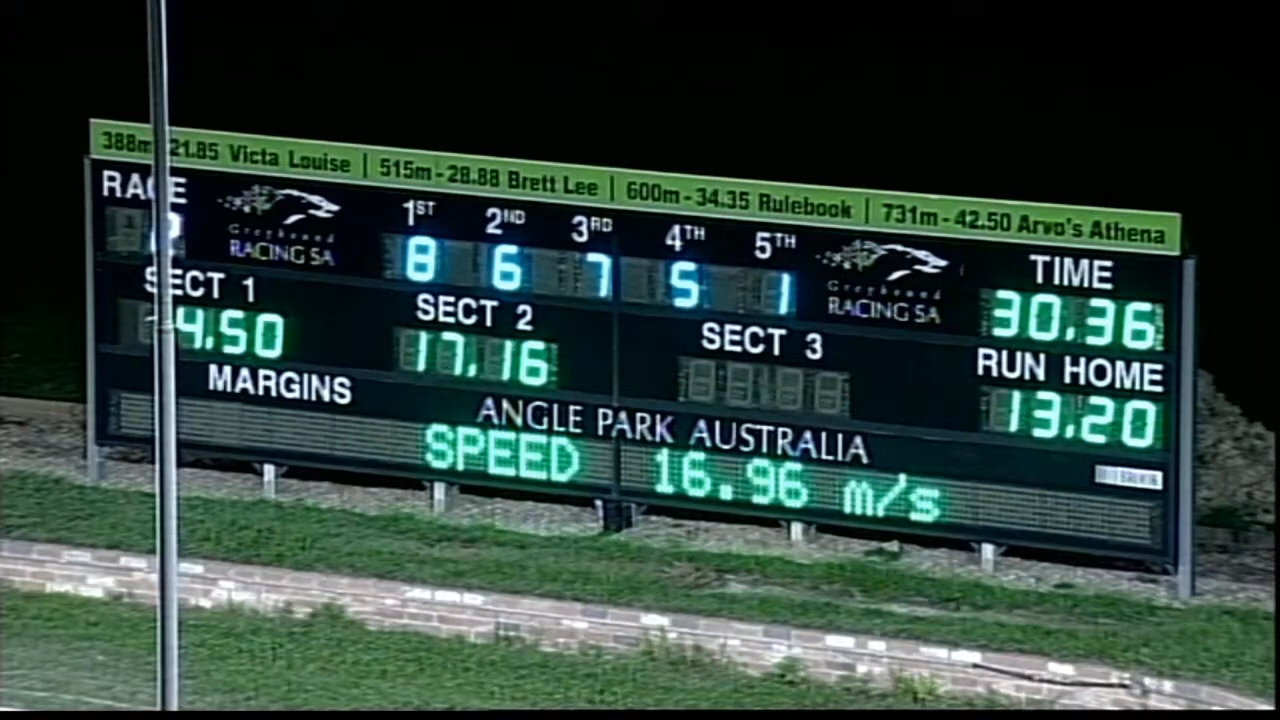 388m-21.85 Victa Louise | 515m-28.88 Brett Lee | 600m-34.35 Rulebook | 731m-42.50 Arvo's Athena
RACE 1ST 2ND 3RD 4TH 5TH TIME
Greyhound RACING SA 8 6 7 5 1 Greyhound RACING SA 30.36
SECT 1 SECT 2 SECT 3 RUN HOME
4.50 17.16 13.20
MARGINS ANGLE PARK AUSTRALIA
SPEED 16.96 m/s